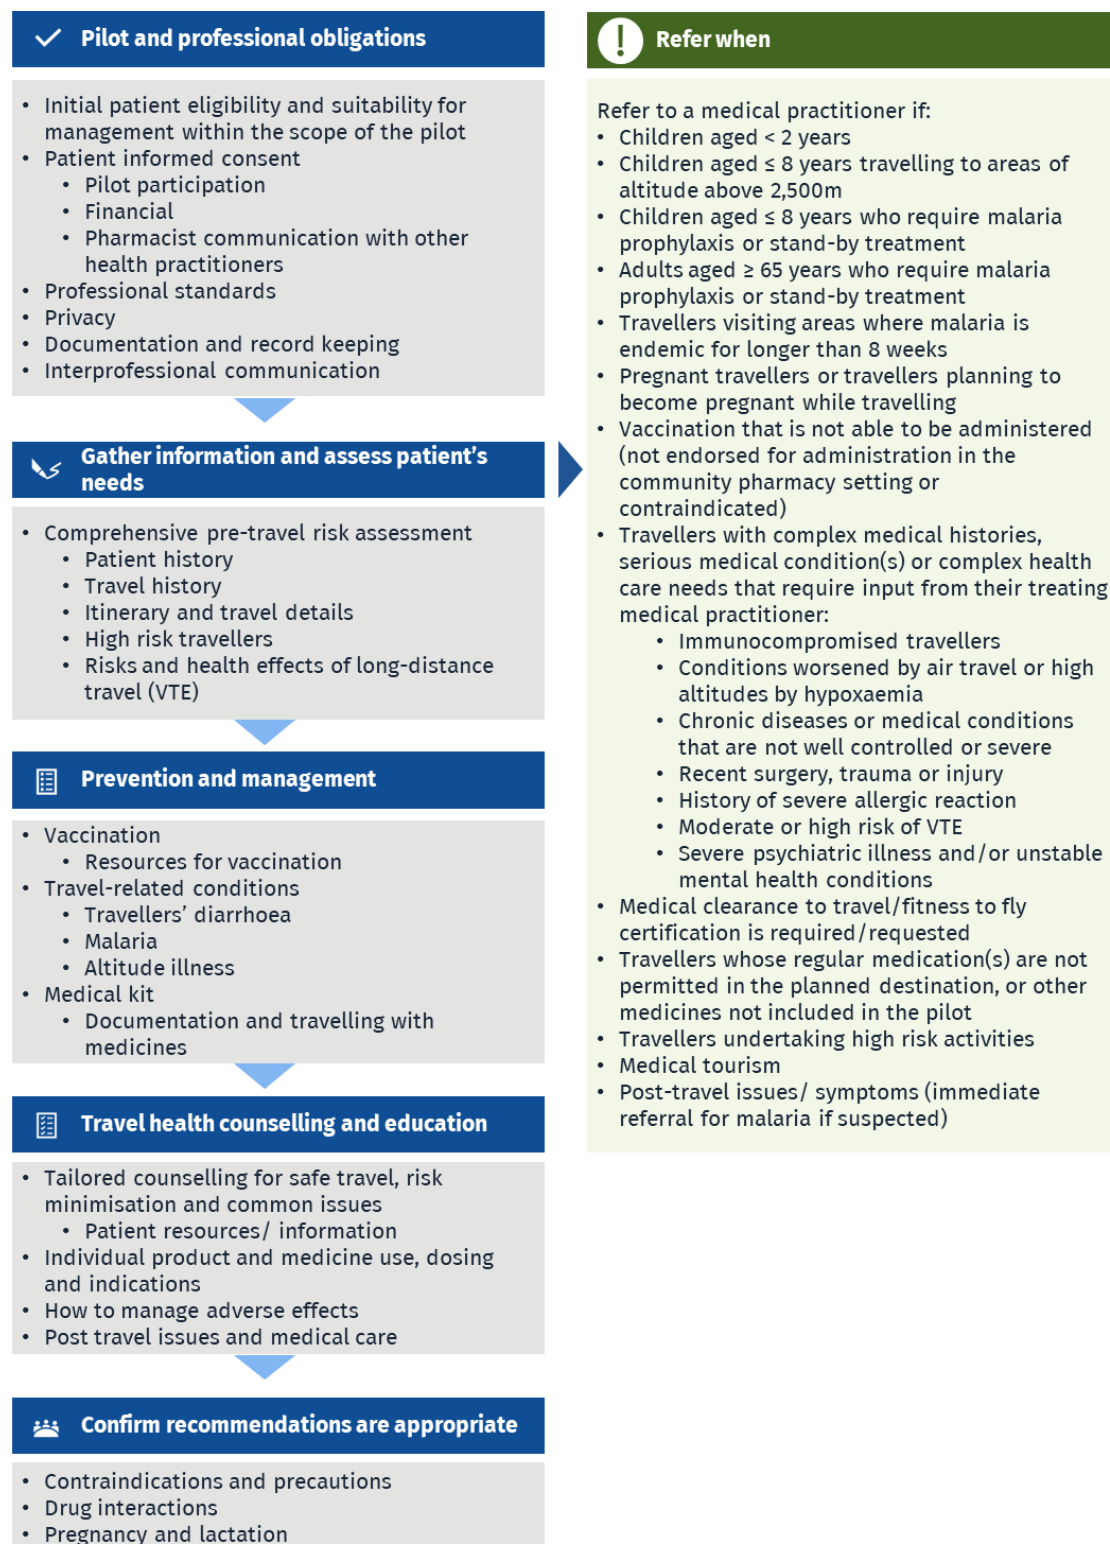 Pilot and professional obligations
• Initial patient eligibility and suitability for
management within the scope of the pilot
• Patient informed consent
• Pilot participation
• Financial
• Pharmacist communication with other
health practitioners
• Professional standards
• Privacy
• Documentation and record keeping
• Interprofessional communication
Gather information and assess patient's
needs
• Comprehensive pre-travel risk assessment
• Patient history
• Travel history
• Itinerary and travel details
• High risk travellers
• Risks and health effects of long-distance
travel (VTE)
Prevention and management
• Vaccination
• Resources for vaccination
• Travel-related conditions
• Travellers' diarrhoea
• Malaria
• Altitude illness
• Medical kit
• Documentation and travelling with
medicines
Travel health counselling and education
• Tailored counselling for safe travel, risk
minimisation and common issues
• Patient resources/ information
• Individual product and medicine use, dosing
and indications
• How to manage adverse effects
• Post travel issues and medical care
Confirm recommendations are appropriate
• Contraindications and precautions
• Drug interactions
• Pregnancy and lactation
! Refer when
Refer to a medical practitioner if:
• Children aged < 2 years
• Children aged ≤ 8 years travelling to areas of
altitude above 2,500m
• Children aged ≤ 8 years who require malaria
prophylaxis or stand-by treatment
• Adults aged ≥ 65 years who require malaria
prophylaxis or stand-by treatment
• Travellers visiting areas where malaria is
endemic for longer than 8 weeks
• Pregnant travellers or travellers planning to
become pregnant while travelling
• Vaccination that is not able to be administered
(not endorsed for administration in the
community pharmacy setting or
contraindicated)
• Travellers with complex medical histories,
serious medical condition(s) or complex health
care needs that require input from their treating
medical practitioner:
• Immunocompromised travellers
• Conditions worsened by air travel or high
altitudes by hypoxaemia
• Chronic diseases or medical conditions
that are not well controlled or severe
• Recent surgery, trauma or injury
• History of severe allergic reaction
• Moderate or high risk of VTE
• Severe psychiatric illness and/or unstable
mental health conditions
• Medical clearance to travel/fitness to fly
certification is required/requested
• Travellers whose regular medication(s) are not
permitted in the planned destination, or other
medicines not included in the pilot
• Travellers undertaking high risk activities
• Medical tourism
• Post-travel issues/ symptoms (immediate
referral for malaria if suspected)